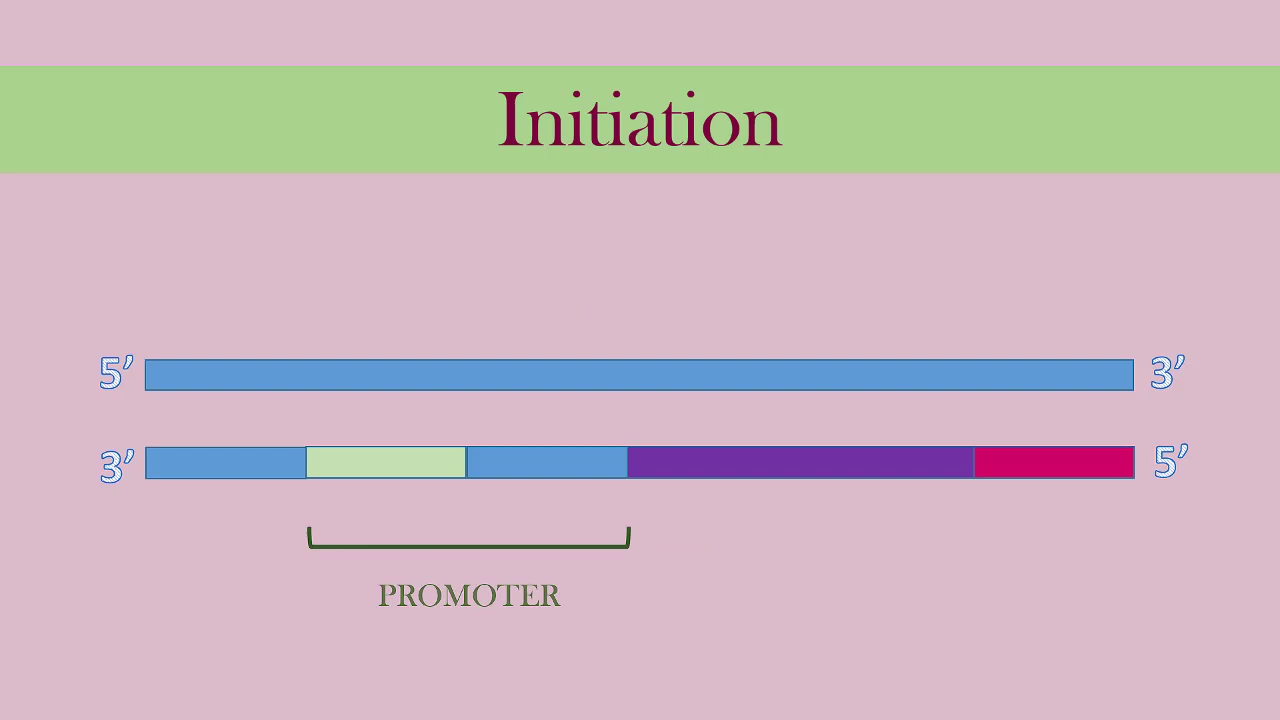 Initiation
5’ 3’
3’ 5’
PROMOTER